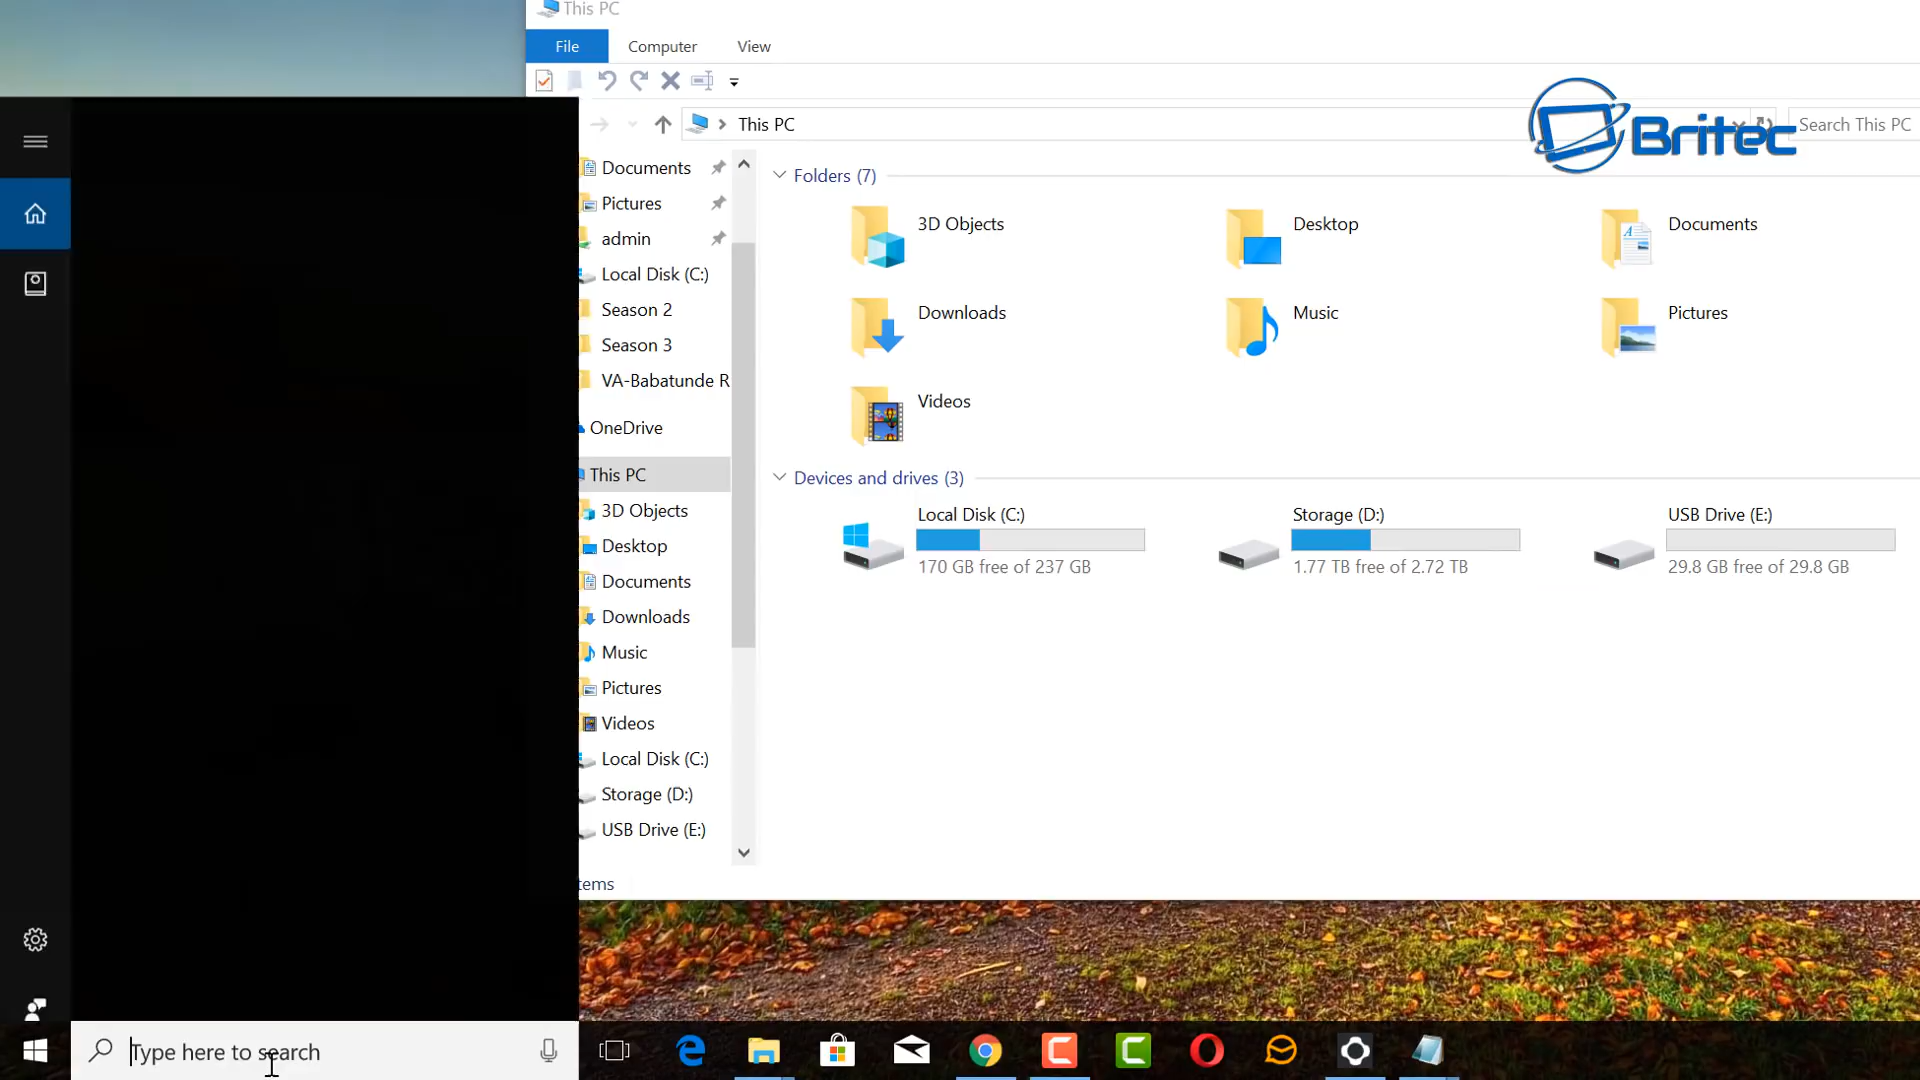 This PC
File
Computer
View
This PC
Search This PC
Britec
Documents
Pictures
admin
Local Disk (C:)
Season 2
Season 3
VA-Babatunde R
OneDrive
This PC
3D Objects
Desktop
Documents
Downloads
Music
Pictures
Videos
Local Disk (C:)
Storage (D:)
USB Drive (E:)
tems
Folders (7)
3D Objects
Desktop
Documents
Downloads
Music
Pictures
Videos
Devices and drives (3)
Local Disk (C:)
170 GB free of 237 GB
Storage (D:)
1.77 TB free of 2.72 TB
USB Drive (E:)
29.8 GB free of 29.8 GB
Type here to search